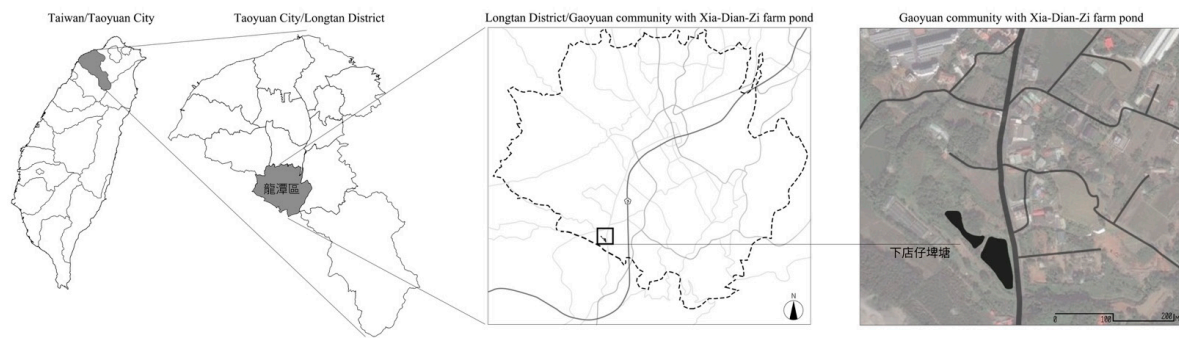 Taiwan/Taoyuan City
Taoyuan City/Longtan District
Longtan District/Gaoyuan community with Xia-Dian-Zi farm pond
Gaoyuan community with Xia-Dian-Zi farm pond
龍潭區
下店仔埤塘
N
0 100 200